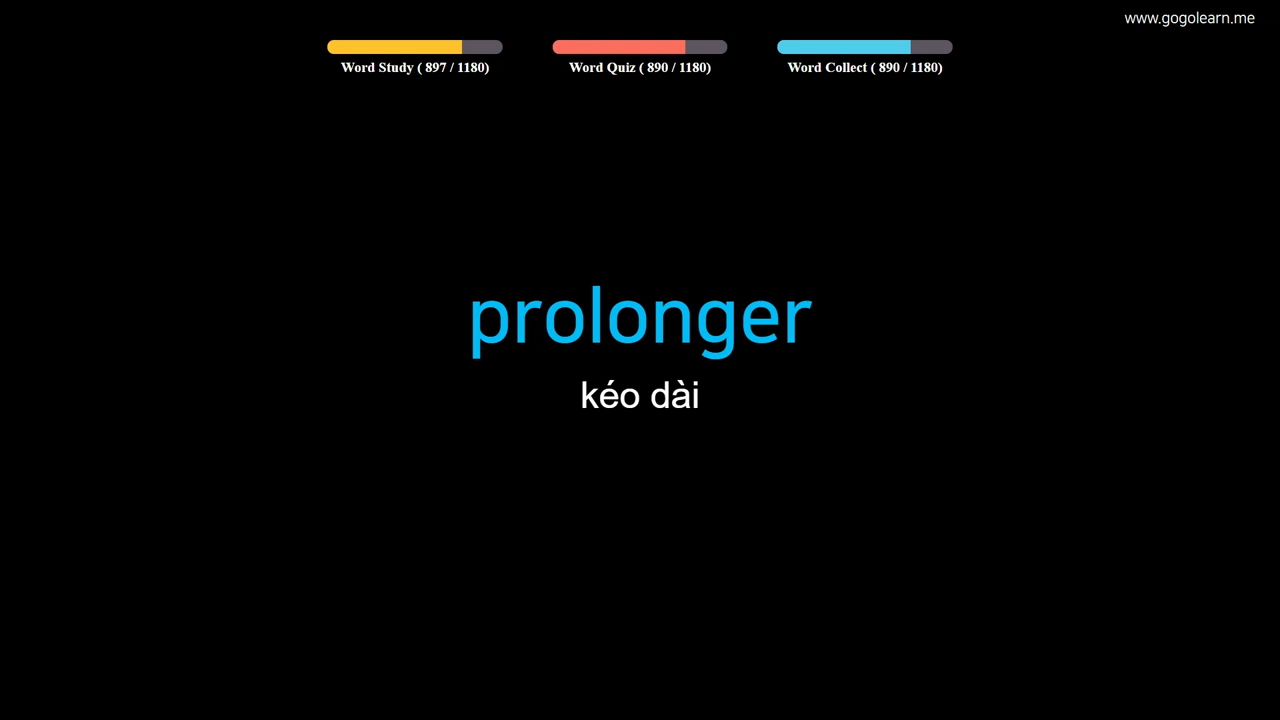 www.gogolearn.me
Word Study ( 897 / 1180)
Word Quiz ( 890 / 1180)
Word Collect ( 890 / 1180)
prolonger
kéo dài